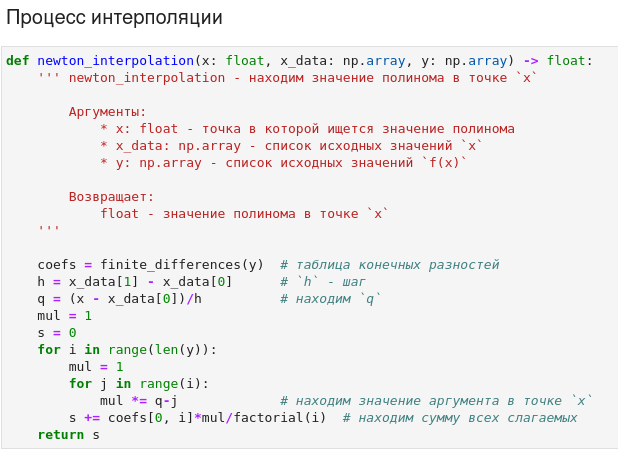 Процесс интерполяции
def newton_interpolation(x: float, x_data: np.array, y: np.array) -> float:
    ''' newton_interpolation - находим значение полинома в точке `x`
        Аргументы:
            * x: float - точка в которой ищется значение полинома
            * x_data: np.array - список исходных значений `x`
            * y: np.array - список исходных значений `f(x)`
        Возвращает:
            float - значение полинома в точке `x`
    '''
    coefs = finite_differences(y)  # таблица конечных разностей
    h = x_data[1] - x_data[0]      # `h` - шаг
    q = (x - x_data[0])/h          # находим `q`
    mul = 1
    s = 0
    for i in range(len(y)):
        mul = 1
        for j in range(i):
            mul *= q-j             # находим значение аргумента в точке `x`
        s += coefs[0, i]*mul/factorial(i)  # находим сумму всех слагаемых
    return s